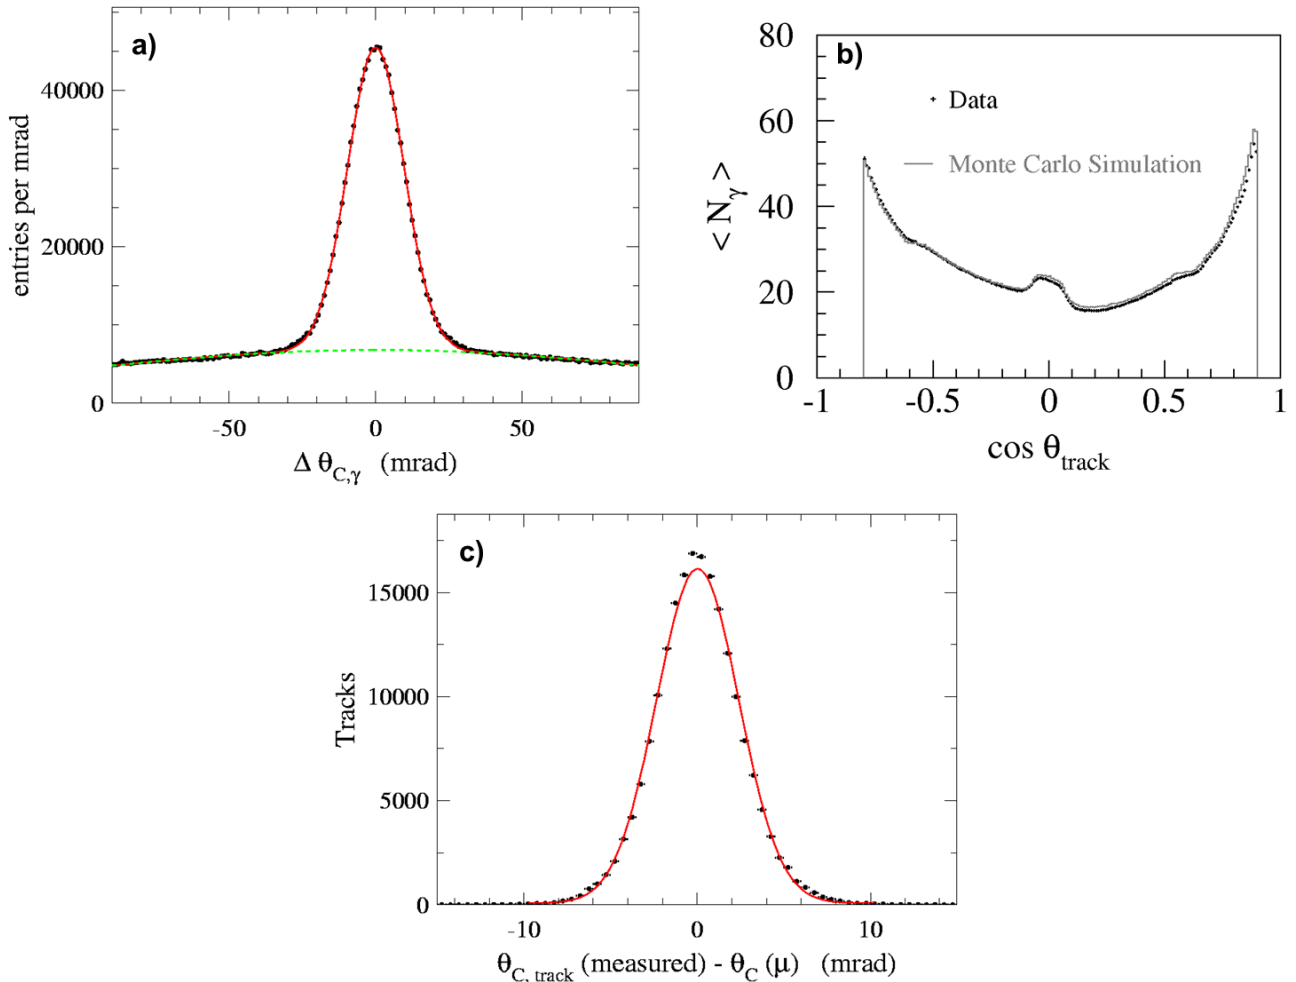 a)
40000
20000
0
entries per mrad
-50 0 50
Δ θC,γ (mrad)
b)
80
60
40
20
0
< Nγ >
Data
Monte Carlo Simulation
-1 -0.5 0 0.5 1
cos θtrack
c)
15000
10000
5000
0
Tracks
-10 0 10
θC, track (measured) - θC (μ) (mrad)